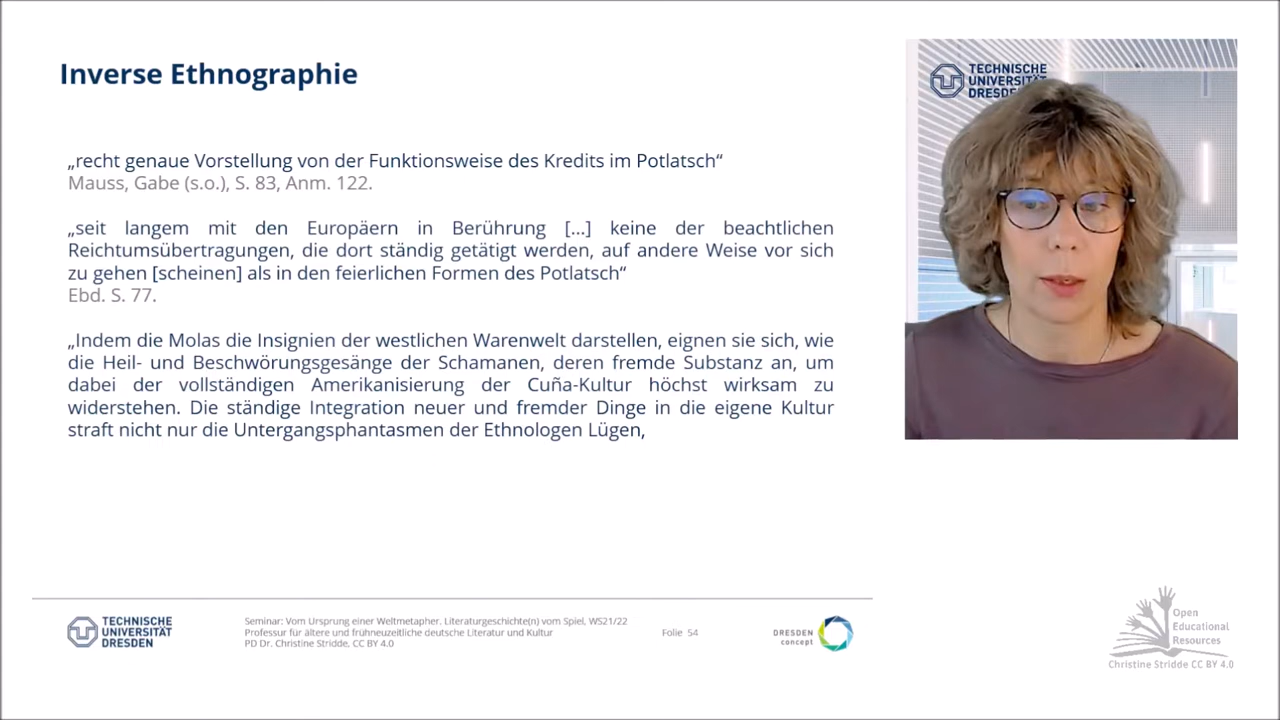 Inverse Ethnographie
„recht genaue Vorstellung von der Funktionsweise des Kredits im Potlatsch“
Mauss, Gabe (s.o.), S. 83, Anm. 122.
„seit langem mit den Europäern in Berührung [...] keine der beachtlichen
Reichtumsübertragungen, die dort ständig getätigt werden, auf andere Weise vor sich
zu gehen [scheinen] als in den feierlichen Formen des Potlatsch“
Ebd. S. 77.
„Indem die Molas die Insignien der westlichen Warenwelt darstellen, eignen sie sich, wie
die Heil- und Beschwörungsgesänge der Schamanen, deren fremde Substanz an, um
dabei der vollständigen Amerikanisierung der Cuña-Kultur höchst wirksam zu
widerstehen. Die ständige Integration neuer und fremder Dinge in die eigene Kultur
straft nicht nur die Untergangsphantasmen der Ethnologen Lügen,
TECHNISCHE
UNIVERSITÄT
DRESDEN
TECHNISCHE
UNIVERSITÄT
DRESDEN
Seminar: Vom Ursprung einer Weltmetapher. Literaturgeschichte(n) vom Spiel, WS21/22
Professur für ältere und frühneuzeitliche deutsche Literatur und Kultur
PD Dr. Christine Stridde, CC BY 4.0
Folie 54
DRESDEN
concept
Open
Educational
Resources
Christine Stridde CC BY 4.0